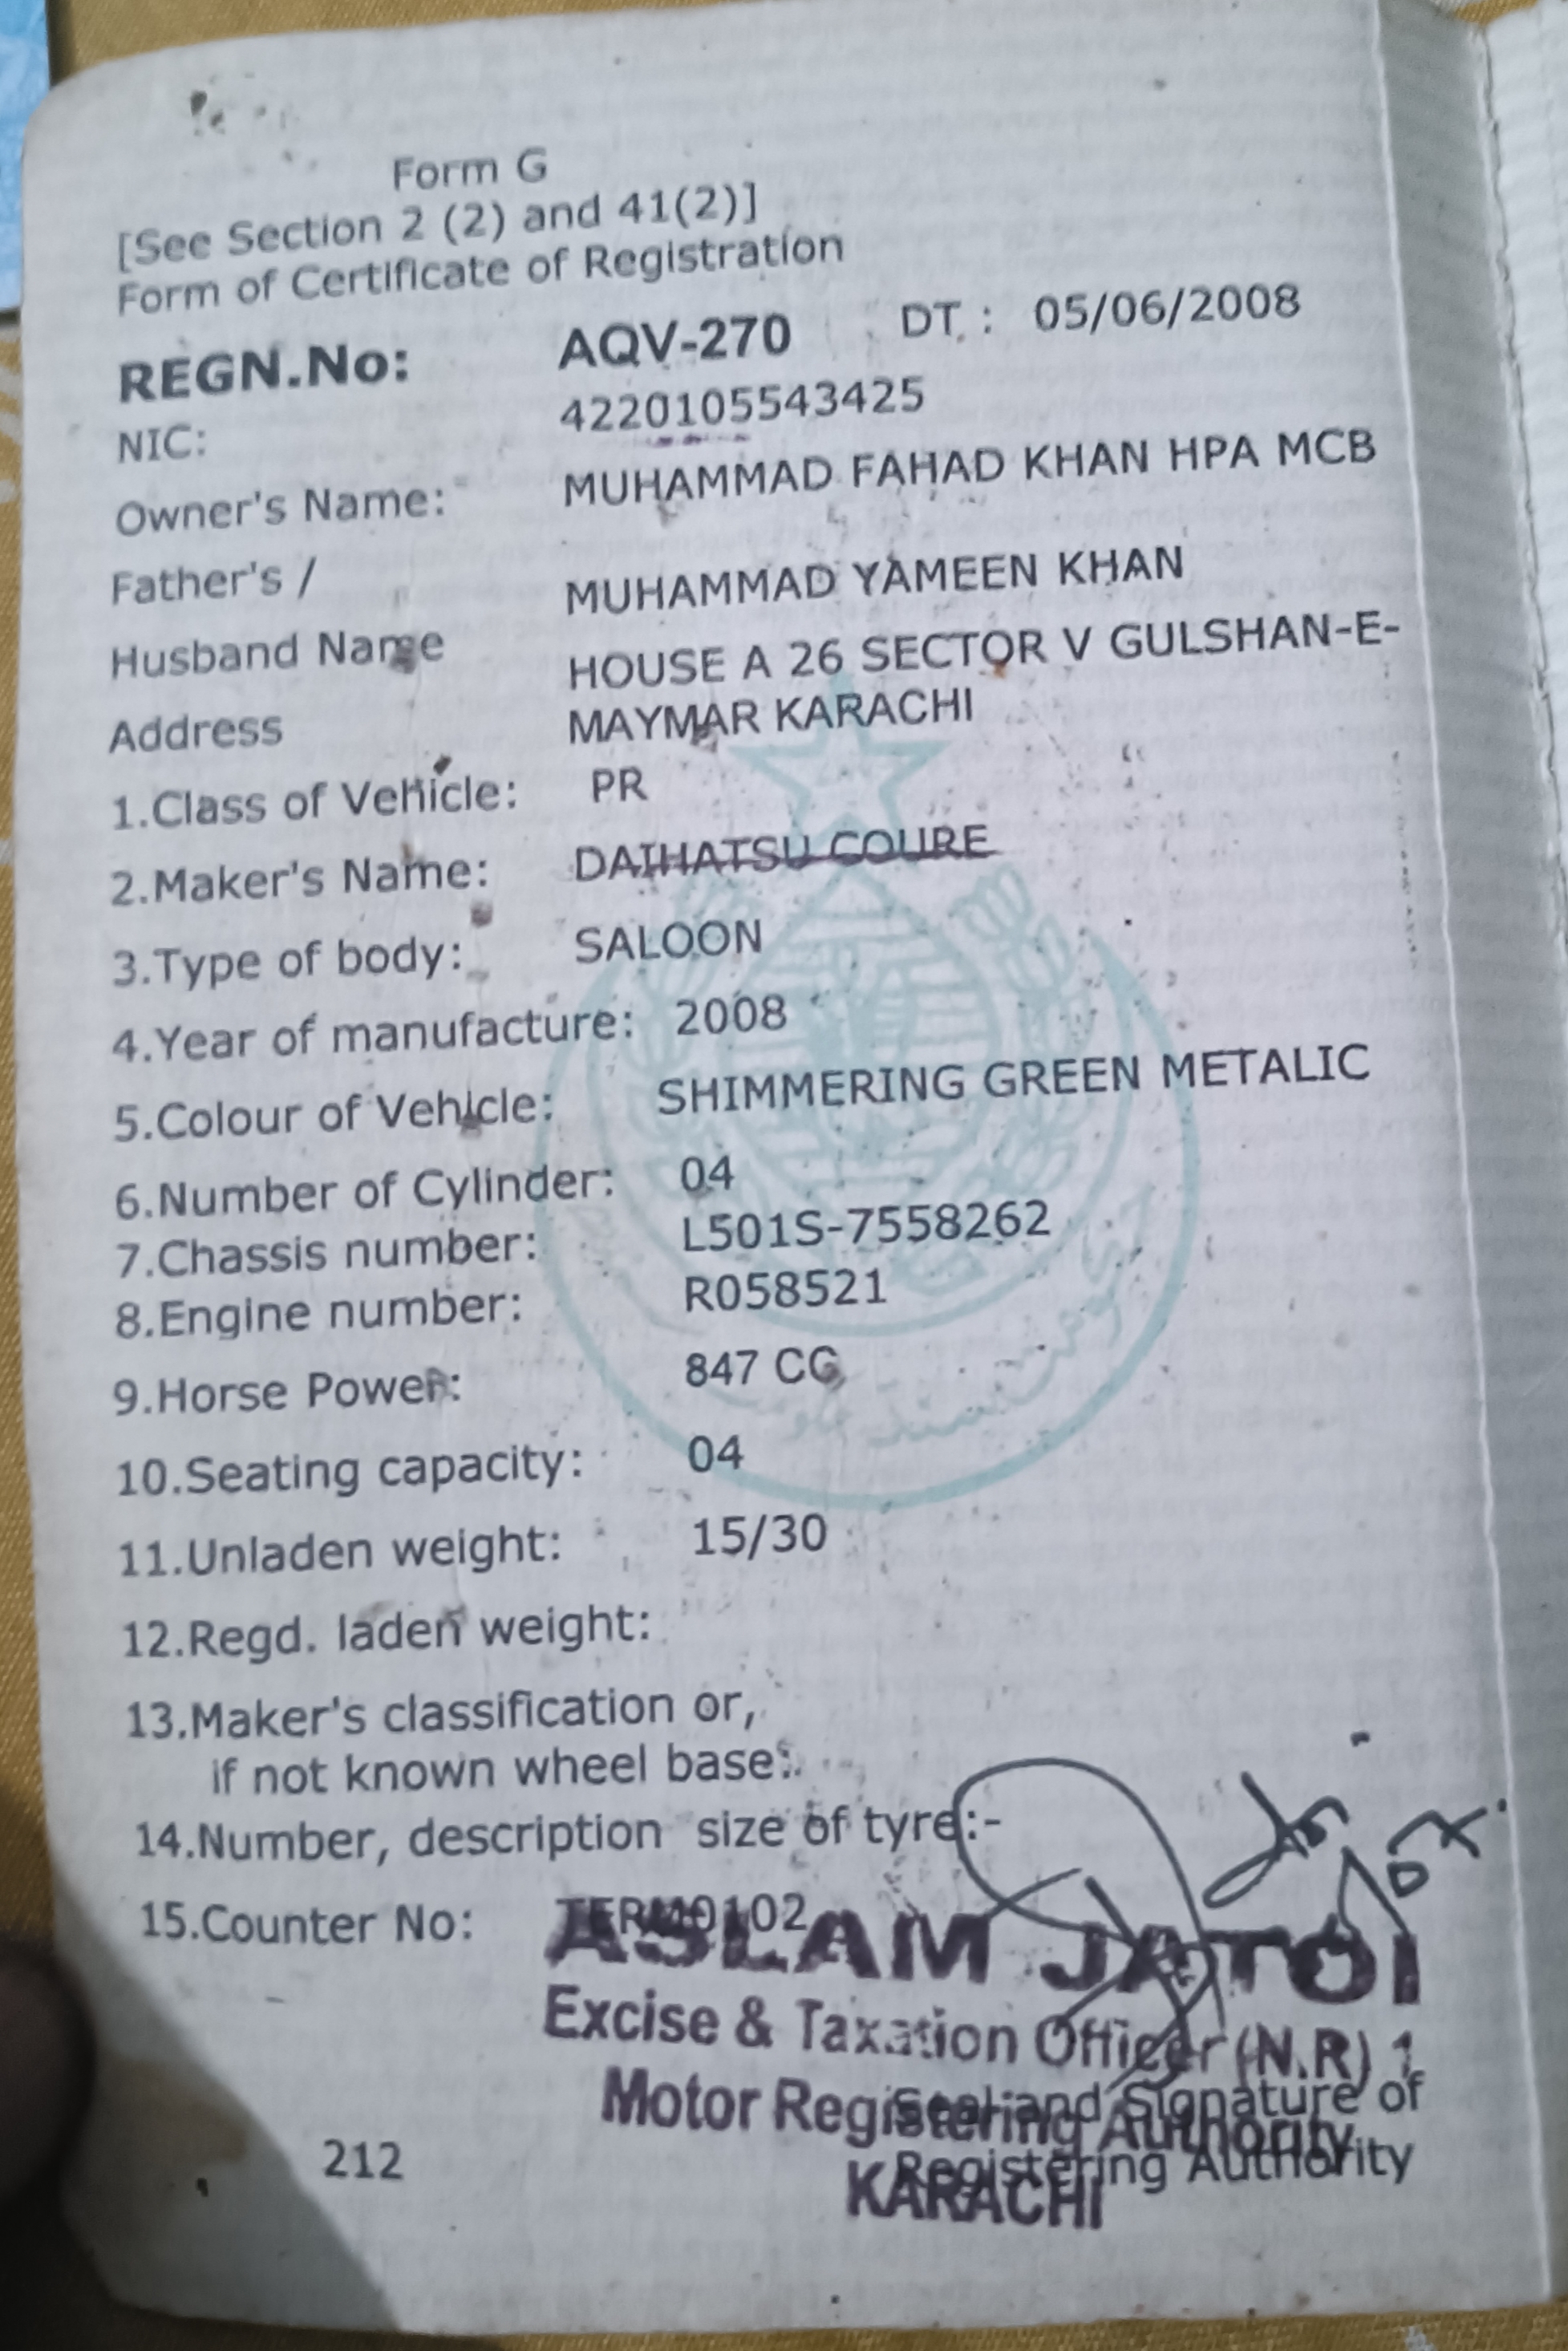 Form G
[See Section 2 (2) and 41(2)]
Form of Certificate of Registration
REGN.No: AQV-270 DT : 05/06/2008
NIC: 4220105543425
Owner's Name: MUHAMMAD FAHAD KHAN HPA MCB
Father's / MUHAMMAD YAMEEN KHAN
Husband Name
Address HOUSE A 26 SECTOR V GULSHAN-E-
MAYMAR KARACHI
1.Class of Vehicle: PR
2.Maker's Name: DAIHATSU COURE
3.Type of body: SALOON
4.Year of manufacture: 2008
5.Colour of Vehicle: SHIMMERING GREEN METALIC
6.Number of Cylinder: 04
7.Chassis number: L501S-7558262
8.Engine number: R058521
9.Horse Power: 847 CC
10.Seating capacity: 04
11.Unladen weight: 15/30
12.Regd. laden weight:
13.Maker's classification or,
if not known wheel base:
14.Number, description size of tyre:-
15.Counter No: TERM0102
ASLAM JATOI
Excise & Taxation Officer (N.R) 1
Seal and Signature of
Motor Registering Authority
Registering Authority
KARACHI
212